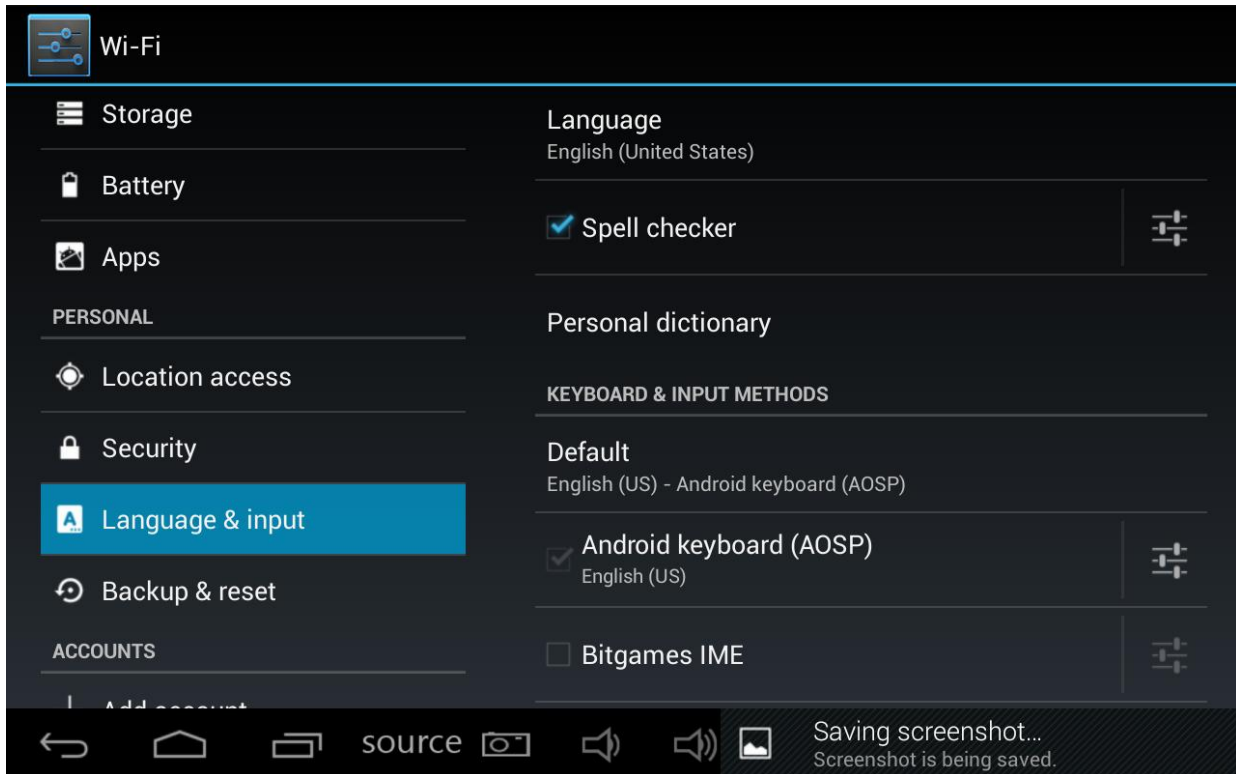 Wi-Fi
Storage
Battery
Apps
PERSONAL
Location access
Security
Language & input
Backup & reset
ACCOUNTS
Add account
Language
English (United States)
Spell checker
Personal dictionary
KEYBOARD & INPUT METHODS
Default
English (US) - Android keyboard (AOSP)
Android keyboard (AOSP)
English (US)
Bitgames IME
source
Saving screenshot...
Screenshot is being saved.